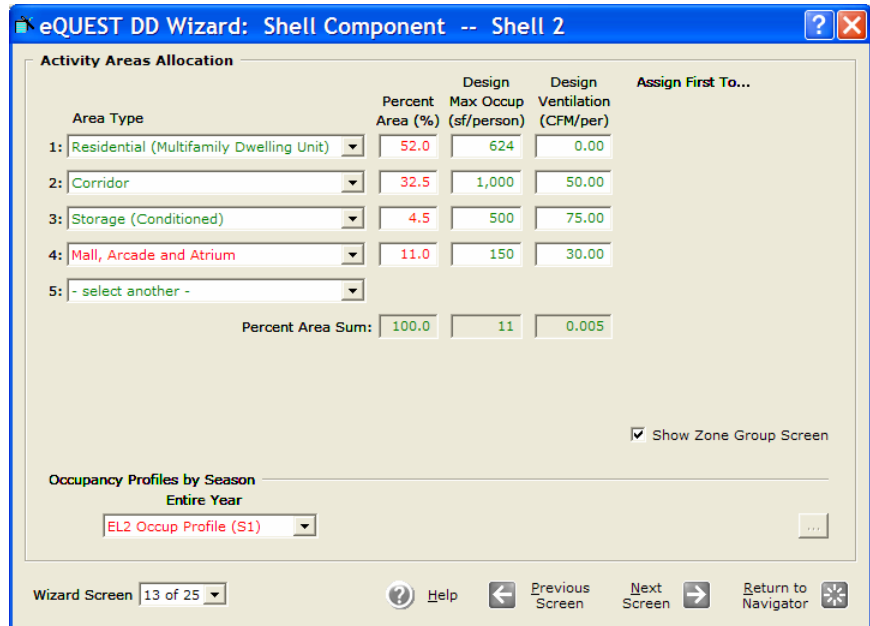 eQUEST DD Wizard: Shell Component -- Shell 2
Activity Areas Allocation
Design Design Assign First To...
Percent Max Occup Ventilation
Area Type Area (%) (sf/person) (CFM/per)
1: Residential (Multifamily Dwelling Unit) 52.0 624 0.00
2: Corridor 32.5 1,000 50.00
3: Storage (Conditioned) 4.5 500 75.00
4: Mall, Arcade and Atrium 11.0 150 30.00
5: - select another -
Percent Area Sum: 100.0 11 0.005
Show Zone Group Screen
Occupancy Profiles by Season
Entire Year
EL2 Occup Profile (S1) ...
Wizard Screen 13 of 25 ? Help Previous Screen Next Screen Return to Navigator